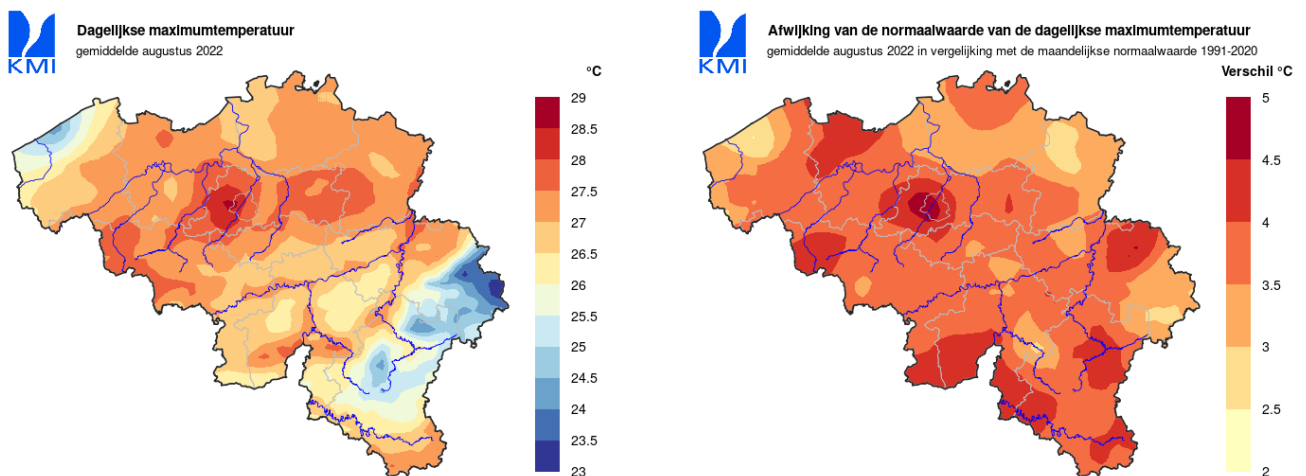 KMI
Dagelijkse maximumtemperatuur
gemiddelde augustus 2022
°C
29
28.5
28
27.5
27
26.5
26
25.5
25
24.5
24
23.5
23
KMI
Afwijking van de normaalwaarde van de dagelijkse maximumtemperatuur
gemiddelde augustus 2022 in vergelijking met de maandelijkse normaalwaarde 1991-2020
Verschil °C
5
4.5
4
3.5
3
2.5
2